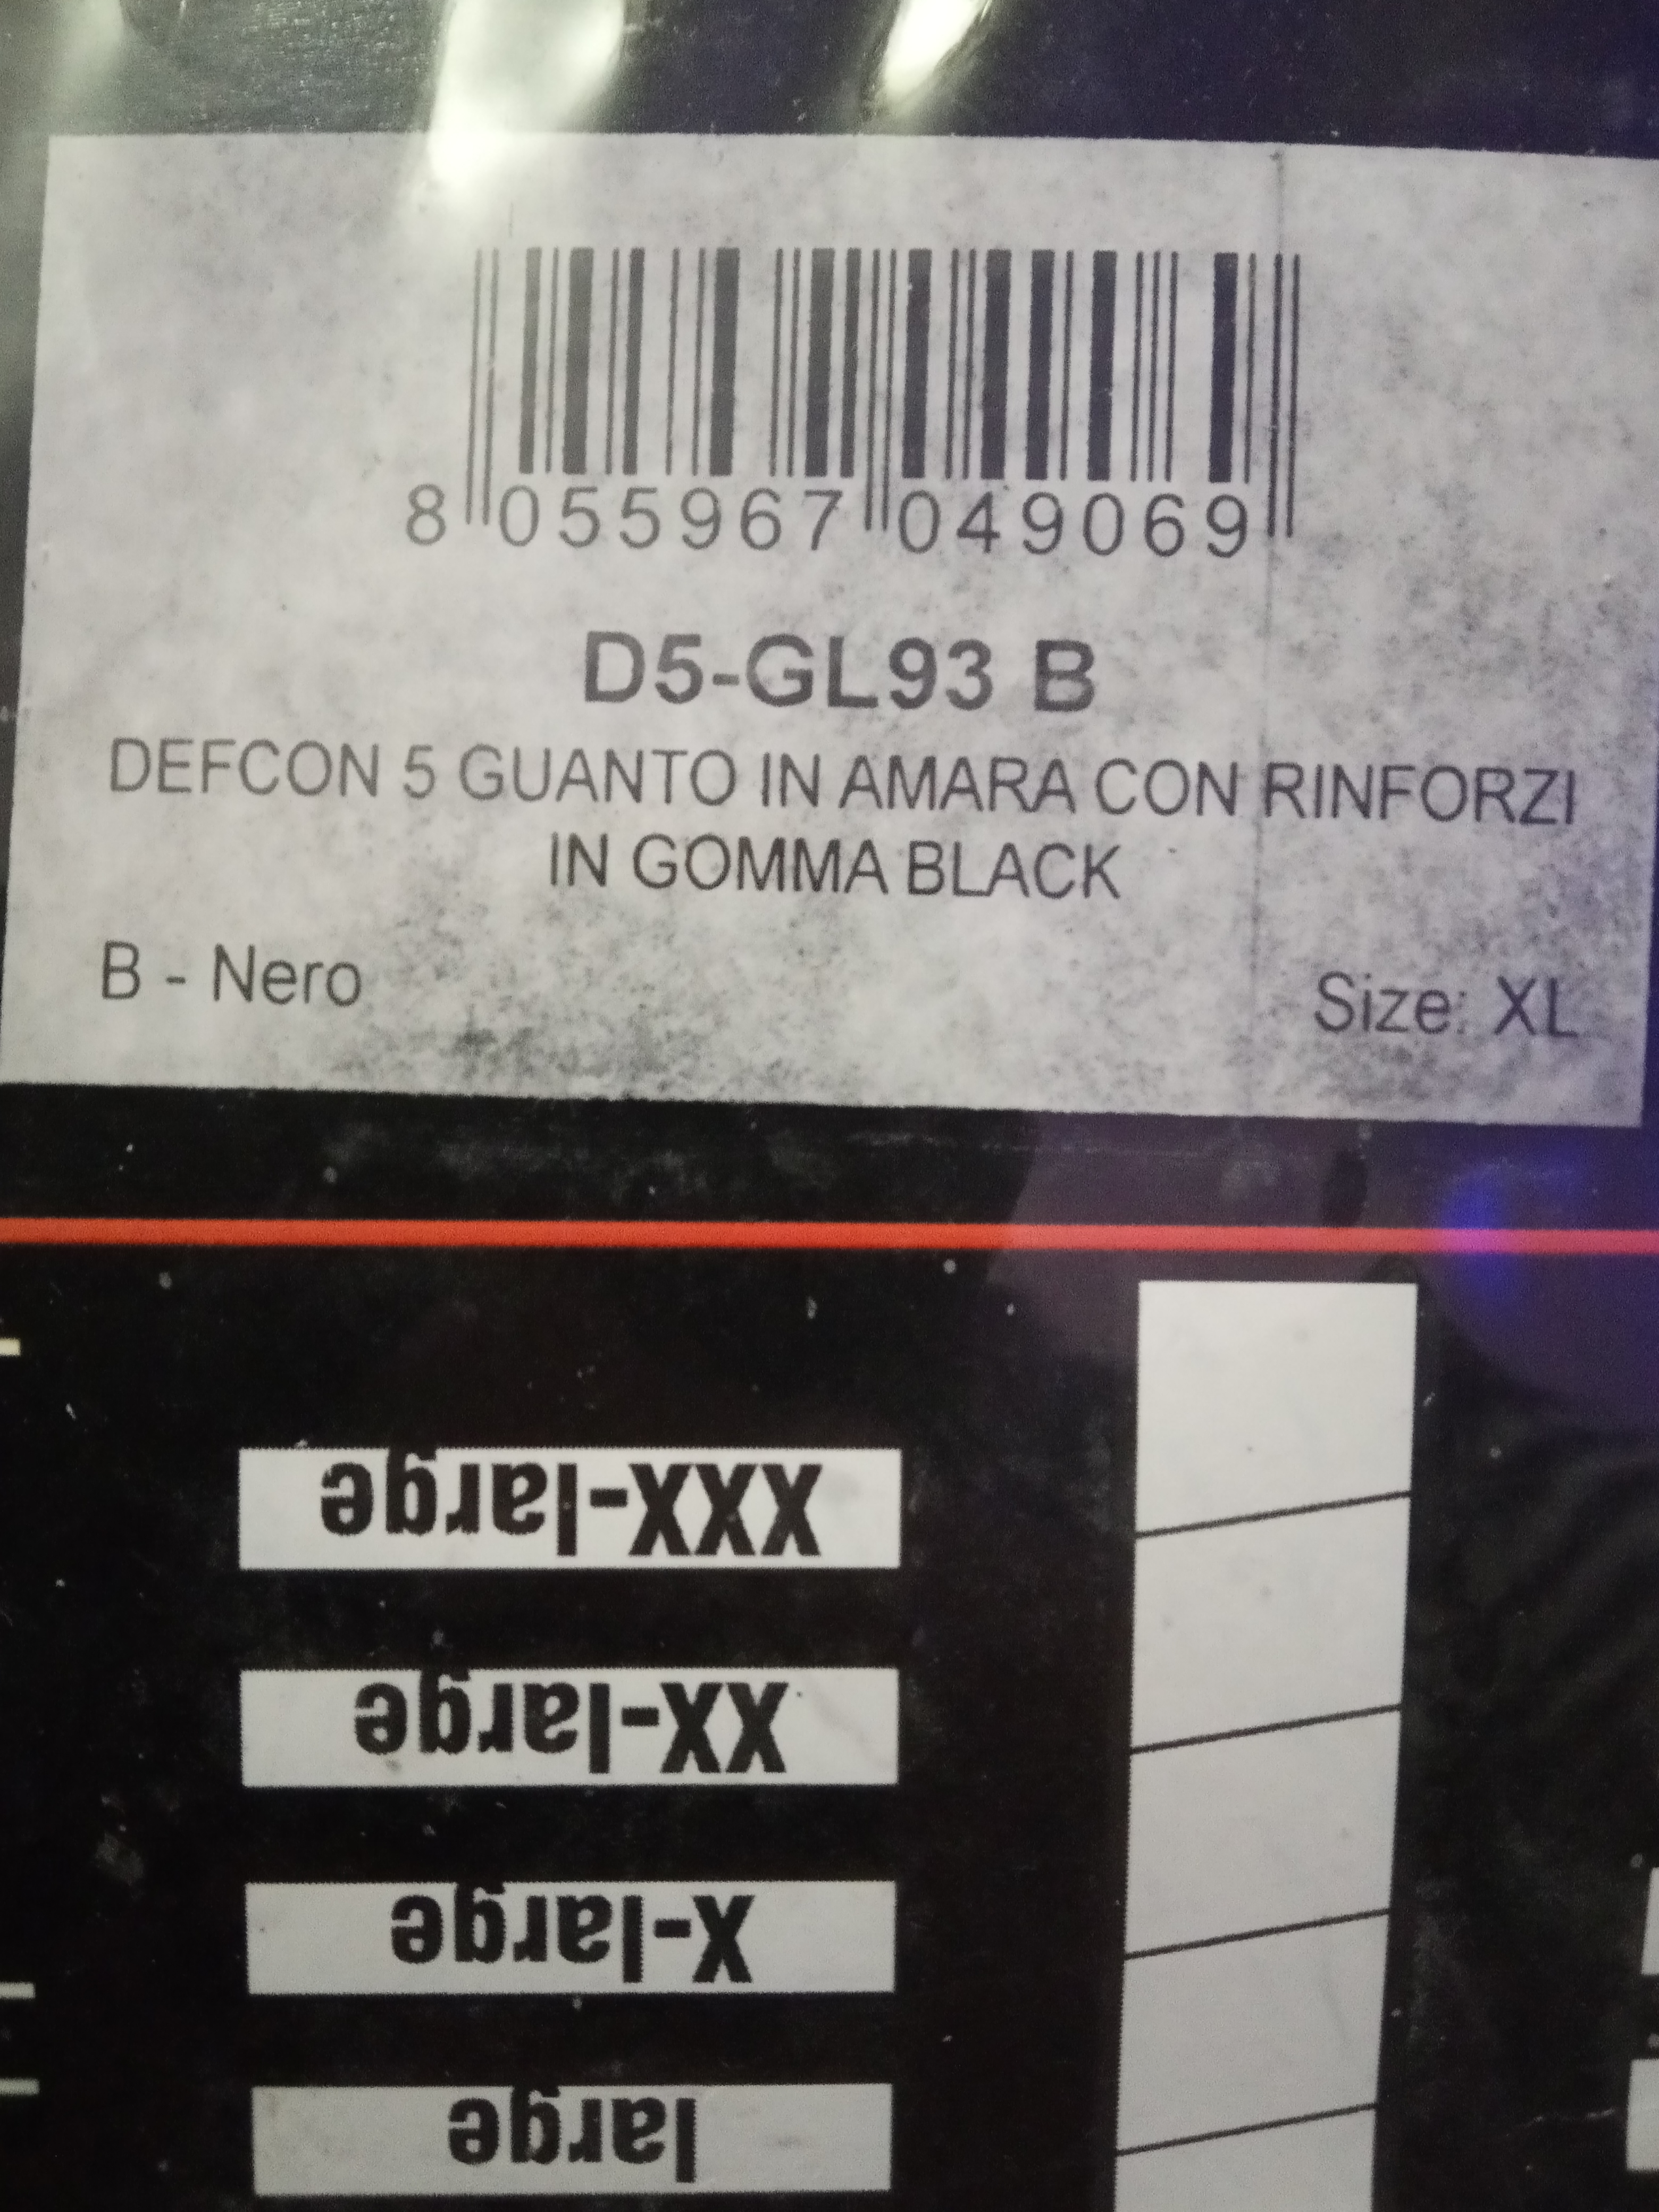 8 055967 049069
D5-GL93 B
DEFCON 5 GUANTO IN AMARA CON RINFORZI
IN GOMMA BLACK
B - Nero
Size: XL
XXX-large
XX-large
X-large
large